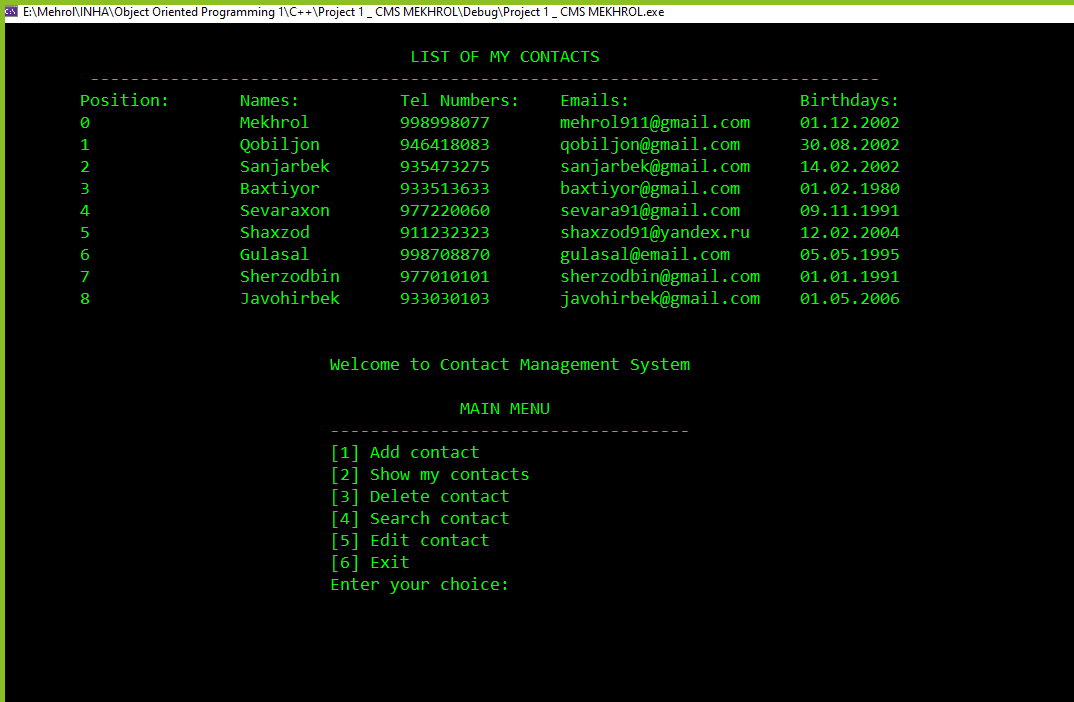 E:\Mehrol\INHA\Object Oriented Programming 1\C++\Project 1 _ CMS MEKHROL\Debug\Project 1 _ CMS MEKHROL.exe
LIST OF MY CONTACTS
-------------------------------------------------------------------------------
Position: Names: Tel Numbers: Emails: Birthdays:
0 Mekhrol 998998077 mehrol911@gmail.com 01.12.2002
1 Qobiljon 946418083 qobiljon@gmail.com 30.08.2002
2 Sanjarbek 935473275 sanjarbek@gmail.com 14.02.2002
3 Baxtiyor 933513633 baxtiyor@gmail.com 01.02.1980
4 Sevaraxon 977220060 sevara91@gmail.com 09.11.1991
5 Shaxzod 911232323 shaxzod91@yandex.ru 12.02.2004
6 Gulasal 998708870 gulasal@email.com 05.05.1995
7 Sherzodbin 977010101 sherzodbin@gmail.com 01.01.1991
8 Javohirbek 933030103 javohirbek@gmail.com 01.05.2006
Welcome to Contact Management System
MAIN MENU
------------------------------------
[1] Add contact
[2] Show my contacts
[3] Delete contact
[4] Search contact
[5] Edit contact
[6] Exit
Enter your choice: